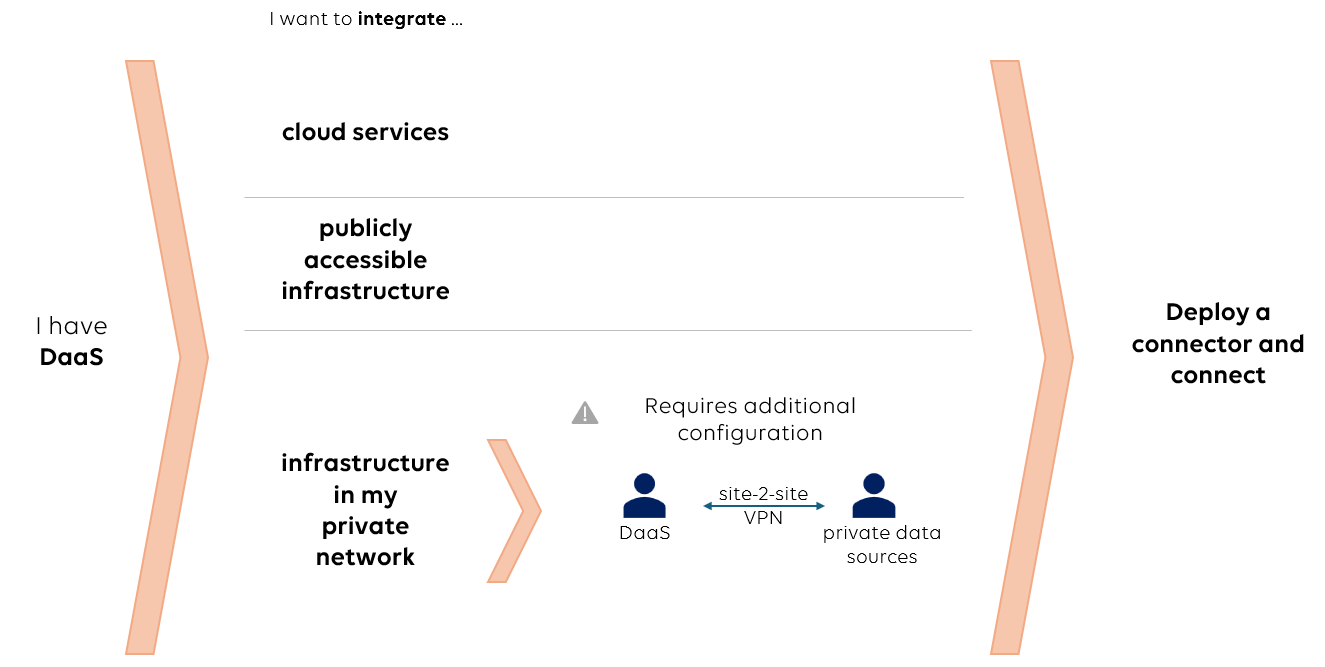 I want to integrate ...
cloud services
publicly
accessible
infrastructure
I have
DaaS
Deploy a
connector and
connect
Requires additional
configuration
infrastructure
in my
private
network
site-2-site
VPN
DaaS
private data
sources